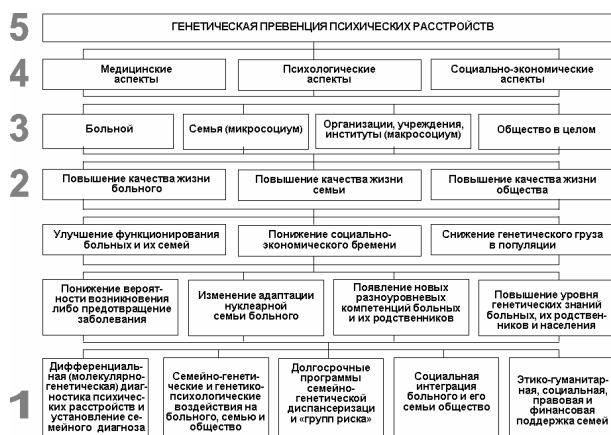 5
ГЕНЕТИЧЕСКАЯ ПРЕВЕНЦИЯ ПСИХИЧЕСКИХ РАССТРОЙСТВ
4
Медицинские
аспекты
Психологические
аспекты
Социально-экономические
аспекты
3
Больной
Семья (микросоциум)
Организации, учреждения,
институты (макросоциум)
Общество в целом
2
Повышение качества жизни
больного
Повышение качества жизни
семьи
Повышение качества жизни
общества
Улучшение функционирования
больных и их семей
Понижение социально-
экономического бремени
Снижение генетического груза
в популяции
Понижение вероят-
ности возникновения
либо предотвращение
заболевания
Изменение адаптации
нуклеарной
семьи больного
Появление новых
разноуровневых
компетенций больных
и их родственников
Повышение уровня
генетических знаний
больных, их родствен-
ников и населения
1
Дифференциаль-
ная (молекулярно-
генетическая) диаг-
ностика психичес-
ких расстройств и
установление се-
мейного диагноза
Семейно-генети-
ческие и генетико-
психологические
воздействия на
больного, семью и
общество
Долгосрочные
программы
семейно-
генетической
диспансеризаци
и «групп риска»
Социальная
интеграция
больного и его
семьи общество
Этико-гуманитар-
ная, социальная,
правовая и
финансовая
поддержка семей